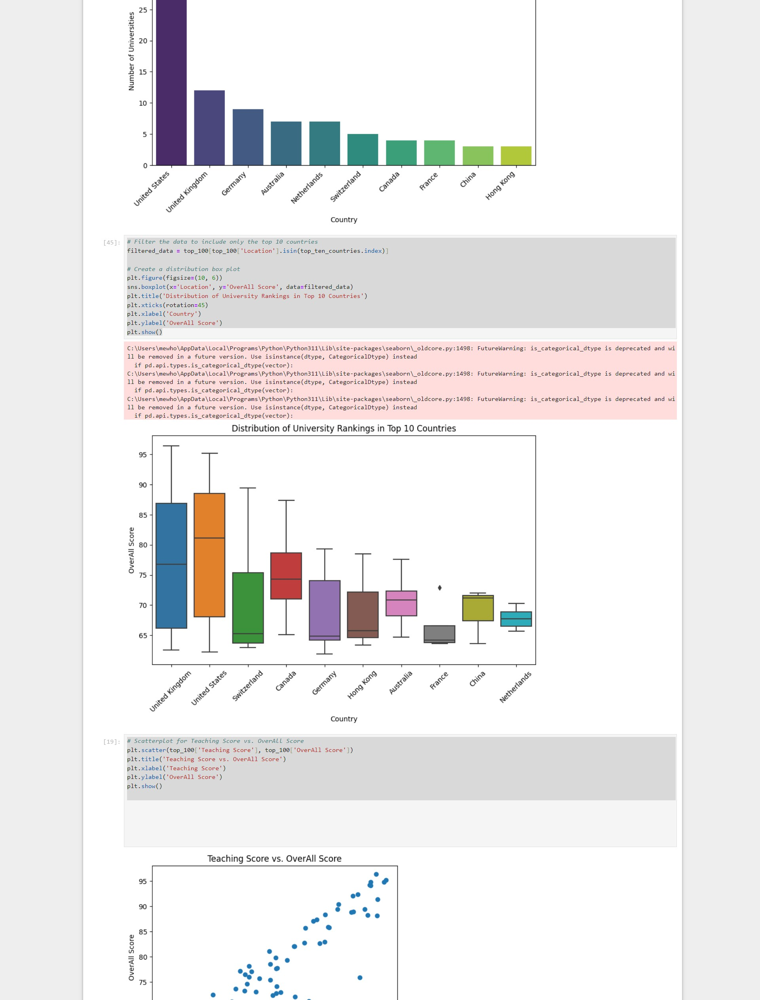 25
20
15
10
5
0
Number of Universities
United States
United Kingdom
Germany
Australia
Netherlands
Switzerland
Canada
France
China
Hong Kong
Country
[45]:
# Filter the data to include only the top 10 countries
filtered_data = top_100[top_100['Location'].isin(top_ten_countries.index)]
# Create a distribution box plot
plt.figure(figsize=(10, 6))
sns.boxplot(x='Location', y='OverAll Score', data=filtered_data)
plt.title('Distribution of University Rankings in Top 10 Countries')
plt.xticks(rotation=45)
plt.xlabel('Country')
plt.ylabel('OverAll Score')
plt.show()
C:\Users\mewho\AppData\Local\Programs\Python\Python311\Lib\site-packages\seaborn\_oldcore.py:1498: FutureWarning: is_categorical_dtype is deprecated and wi
ll be removed in a future version. Use isinstance(dtype, CategoricalDtype) instead
  if pd.api.types.is_categorical_dtype(vector):
C:\Users\mewho\AppData\Local\Programs\Python\Python311\Lib\site-packages\seaborn\_oldcore.py:1498: FutureWarning: is_categorical_dtype is deprecated and wi
ll be removed in a future version. Use isinstance(dtype, CategoricalDtype) instead
  if pd.api.types.is_categorical_dtype(vector):
C:\Users\mewho\AppData\Local\Programs\Python\Python311\Lib\site-packages\seaborn\_oldcore.py:1498: FutureWarning: is_categorical_dtype is deprecated and wi
ll be removed in a future version. Use isinstance(dtype, CategoricalDtype) instead
  if pd.api.types.is_categorical_dtype(vector):
Distribution of University Rankings in Top 10 Countries
95
90
85
80
75
70
65
OverAll Score
United Kingdom
United States
Switzerland
Canada
Germany
Hong Kong
Australia
France
China
Netherlands
Country
[19]:
# Scatterplot for Teaching Score vs. OverAll Score
plt.scatter(top_100['Teaching Score'], top_100['OverAll Score'])
plt.title('Teaching Score vs. OverAll Score')
plt.xlabel('Teaching Score')
plt.ylabel('OverAll Score')
plt.show()
Teaching Score vs. OverAll Score
95
90
85
80
75
OverAll Score